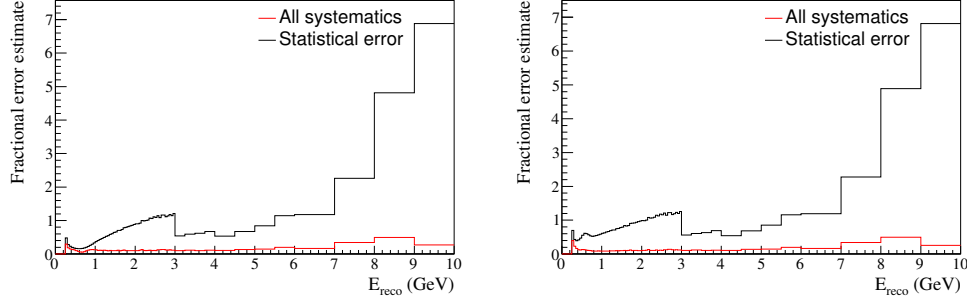 Fractional error estimate
7
6
5
4
3
2
1
0
All systematics
Statistical error
0 1 2 3 4 5 6 7 8 9 10
E_reco (GeV)
Fractional error estimate
7
6
5
4
3
2
1
0
All systematics
Statistical error
0 1 2 3 4 5 6 7 8 9 10
E_reco (GeV)